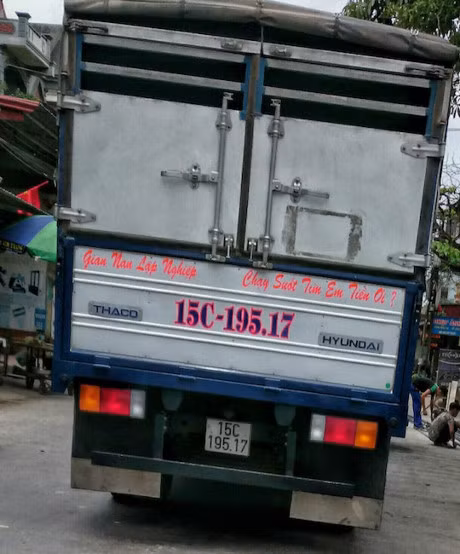 Gian Nan Lập Nghiệp
Chạy Suốt Tìm Em Tiền Ơi ?
THACO
15C-195.17
HYUNDAI
15C
195.17